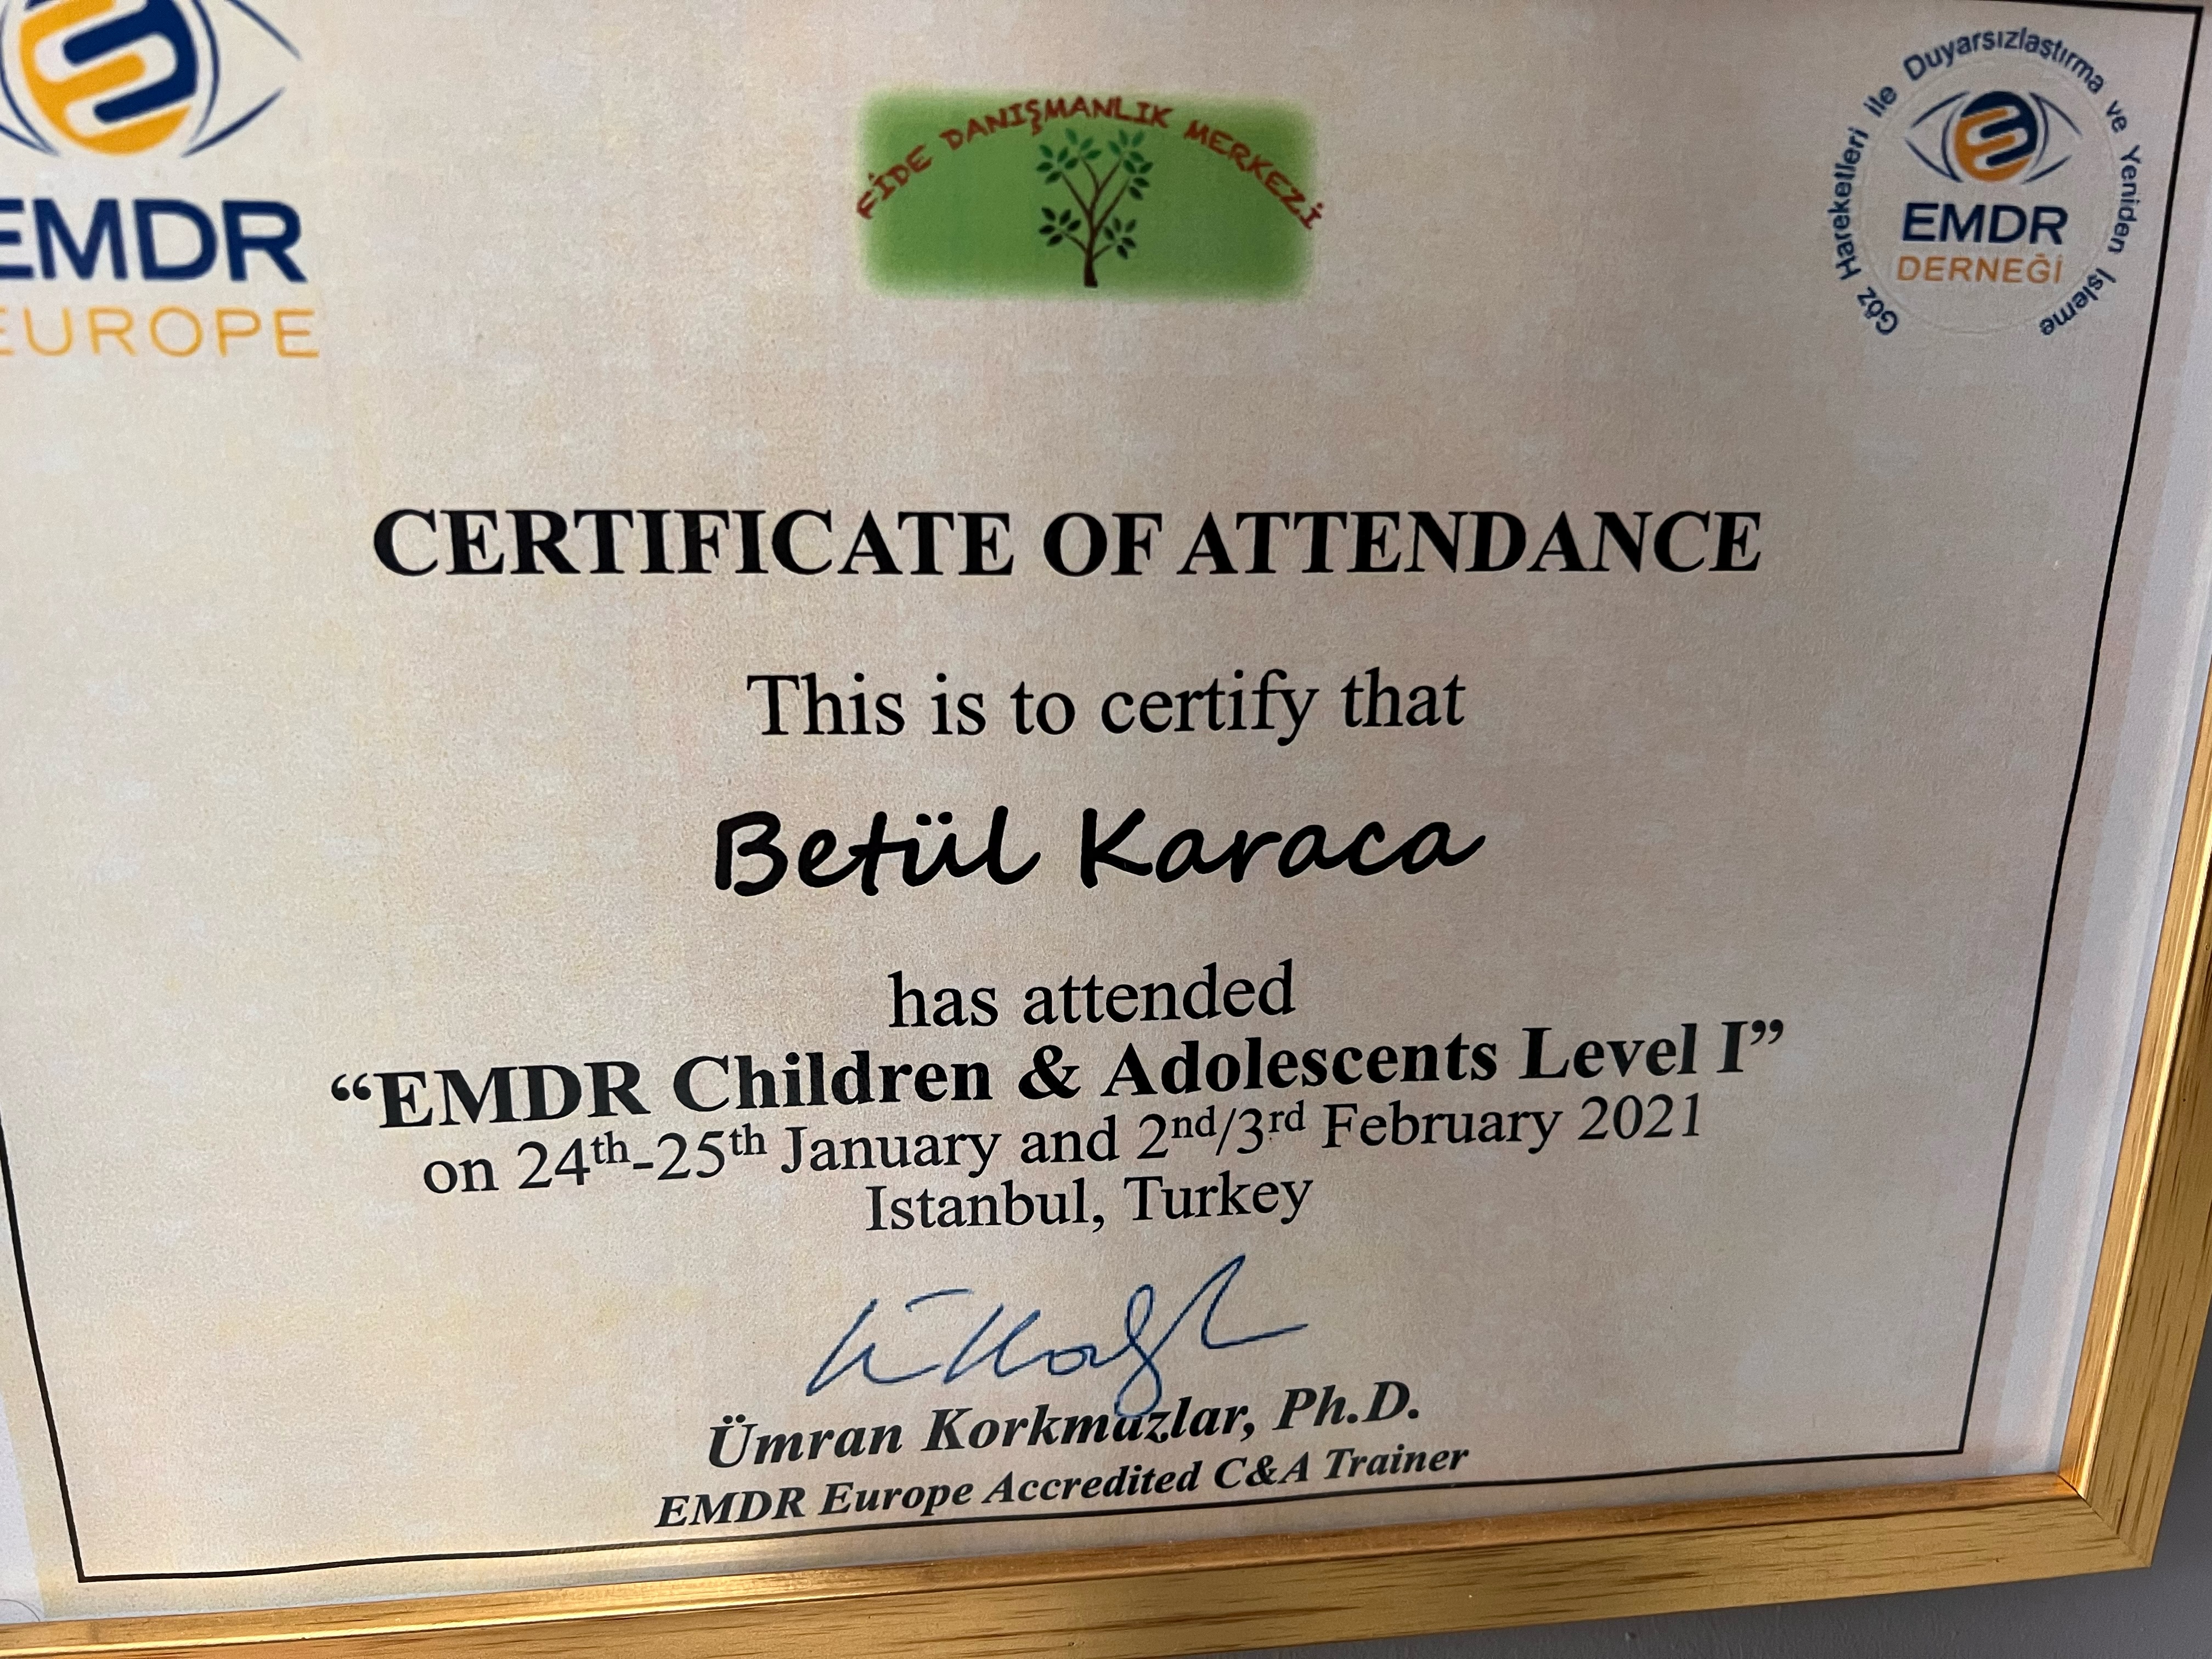 EMDR
EUROPE
FİDE DANIŞMANLIK MERKEZİ
Göz Hareketleri ile Duyarsızlaştırma ve Yeniden İşleme
EMDR
DERNEĞİ
CERTIFICATE OF ATTENDANCE
This is to certify that
Betül Karaca
has attended
“EMDR Children & Adolescents Level I”
on 24th-25th January and 2nd/3rd February 2021
Istanbul, Turkey
Ümran Korkmazlar, Ph.D.
EMDR Europe Accredited C&A Trainer